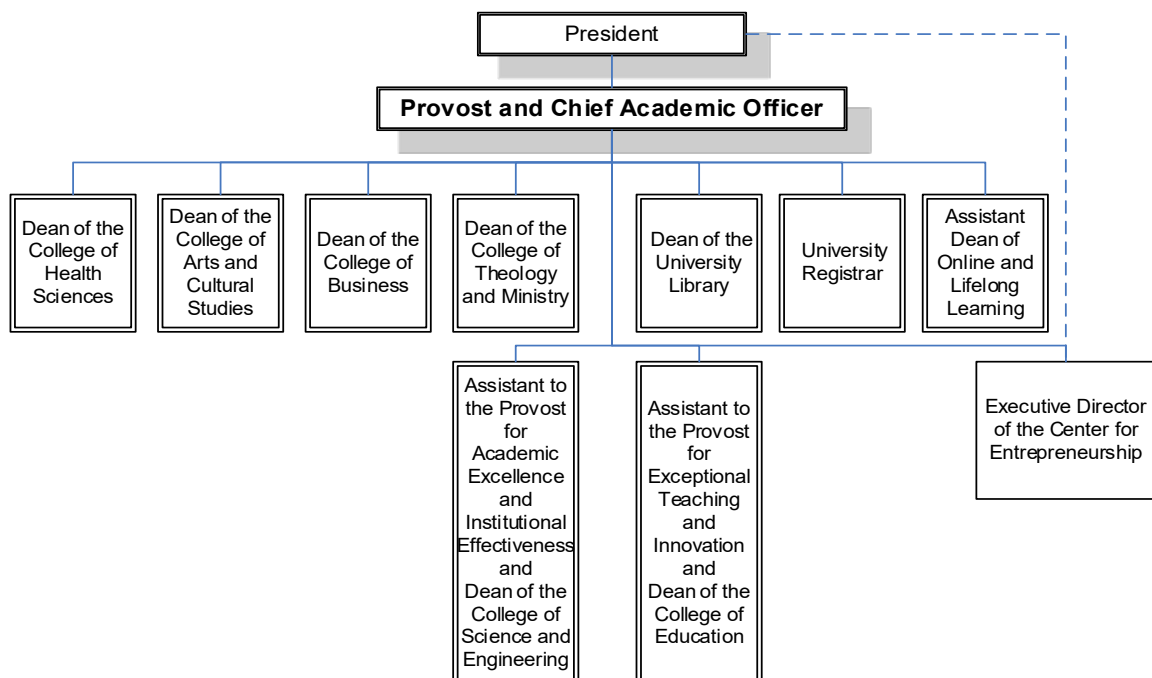 President
Provost and Chief Academic Officer
Dean of the
College of
Health
Sciences
Dean of the
College of
Arts and
Cultural
Studies
Dean of the
College of
Business
Dean of the
College of
Theology
and Ministry
Dean of the
University
Library
University
Registrar
Assistant
Dean of
Online and
Lifelong
Learning
Assistant to
the Provost
for
Academic
Excellence
and
Institutional
Effectiveness
and
Dean of the
College of
Science and
Engineering
Assistant to
the Provost
for
Exceptional
Teaching
and
Innovation
and
Dean of the
College of
Education
Executive Director
of the Center for
Entrepreneurship